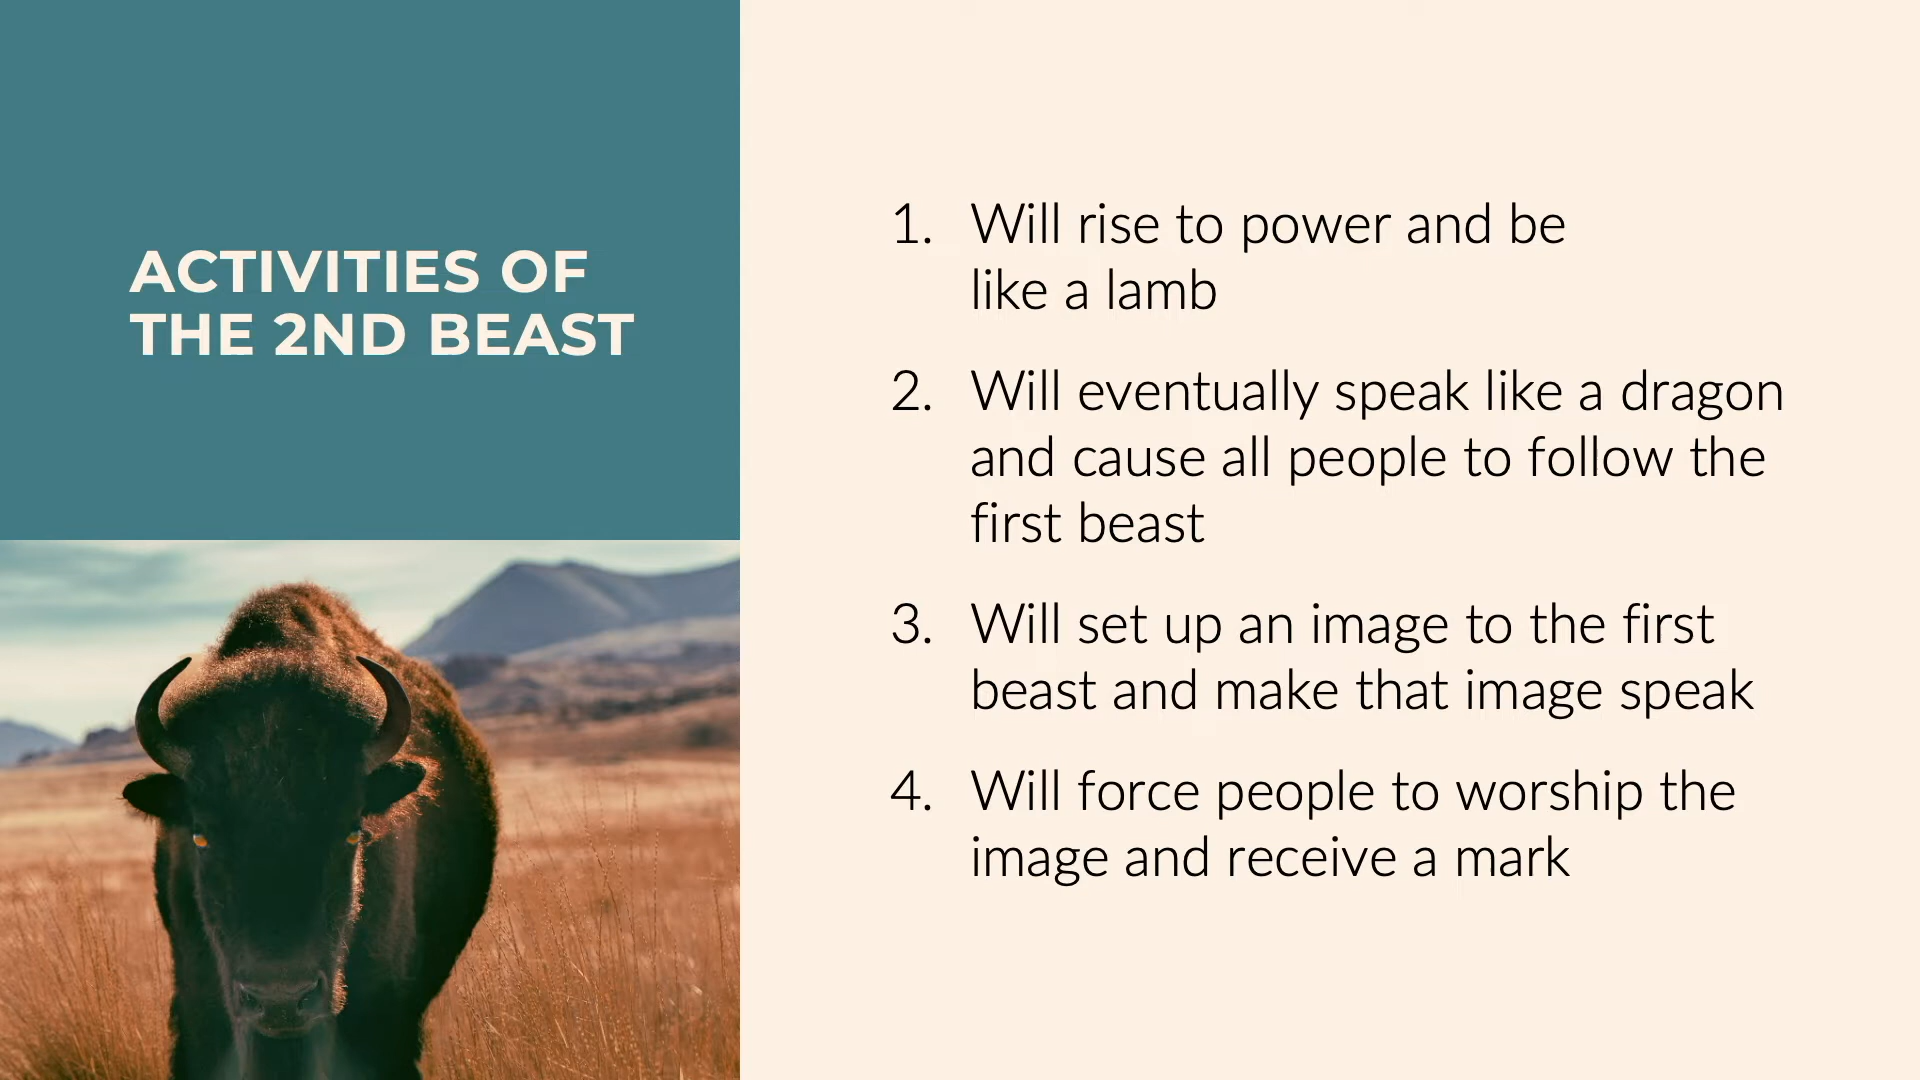 ACTIVITIES OF
THE 2ND BEAST
1. Will rise to power and be
like a lamb
2. Will eventually speak like a dragon
and cause all people to follow the
first beast
3. Will set up an image to the first
beast and make that image speak
4. Will force people to worship the
image and receive a mark